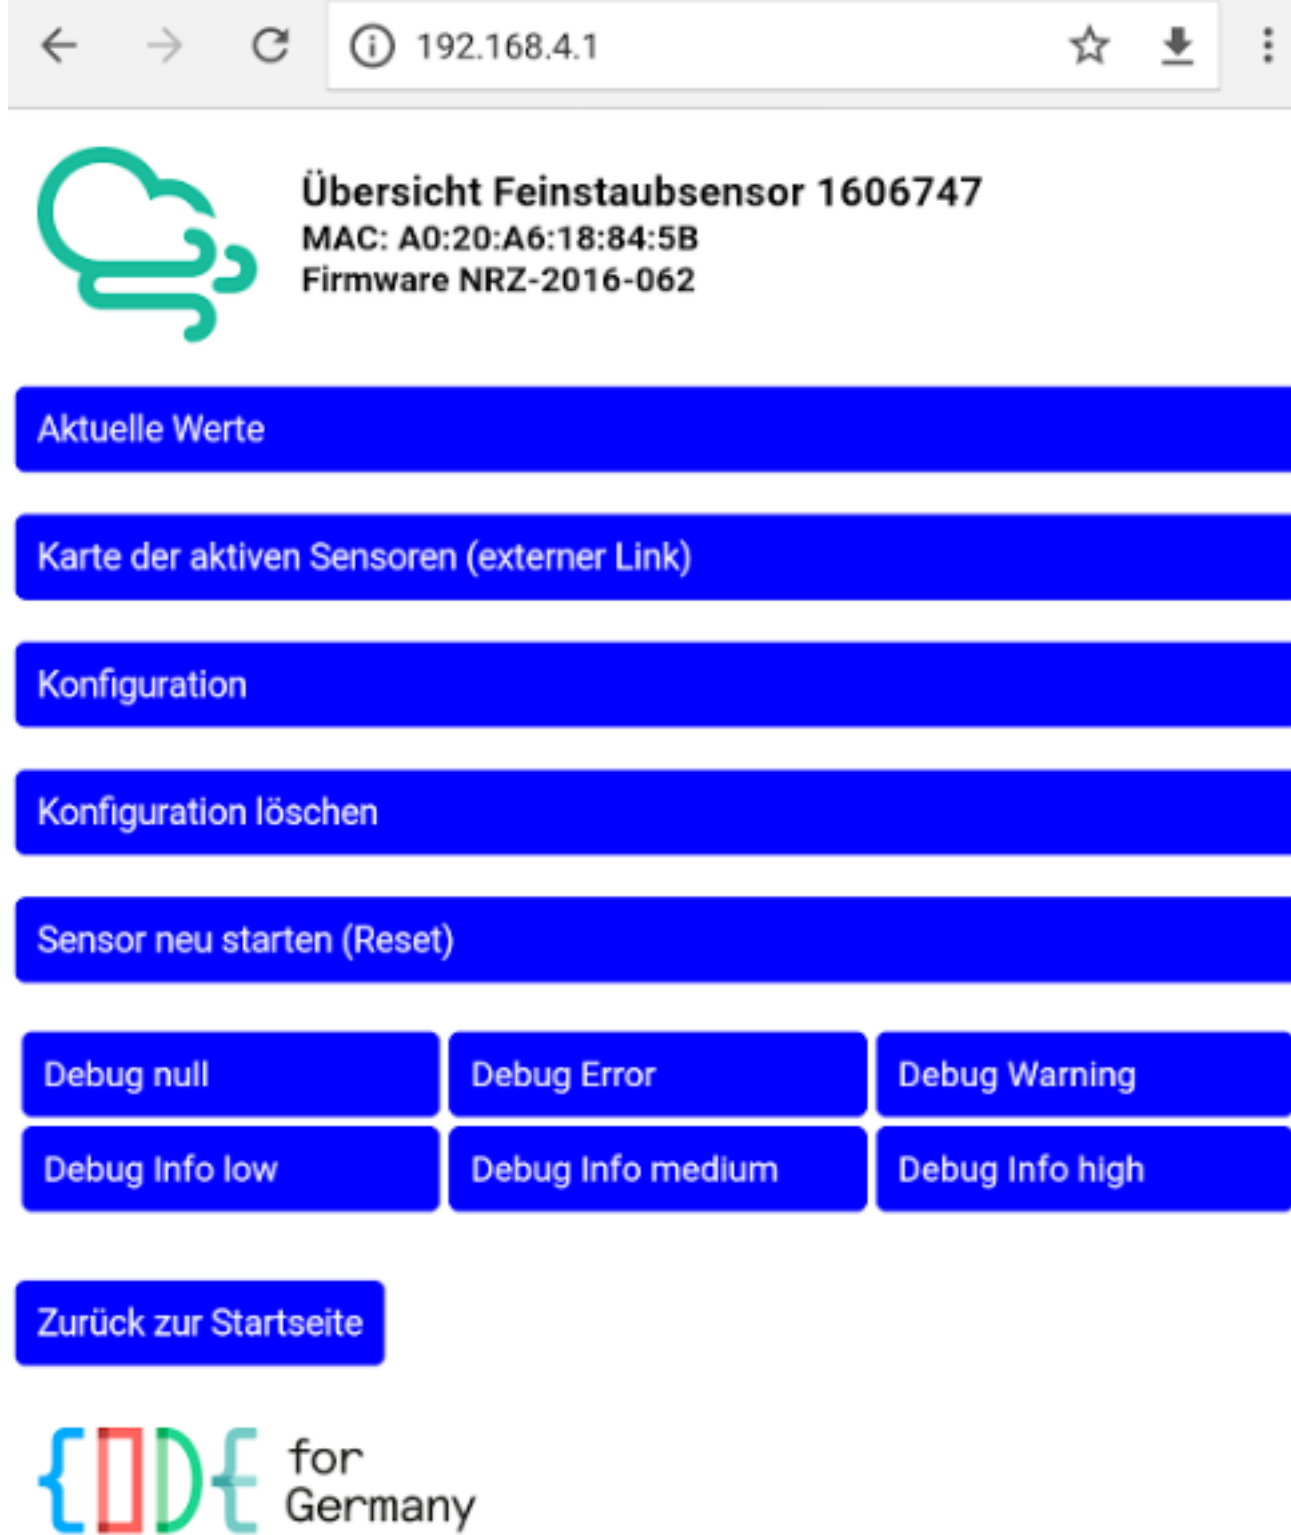 192.168.4.1
Übersicht Feinstaubsensor 1606747
MAC: A0:20:A6:18:84:5B
Firmware NRZ-2016-062
Aktuelle Werte
Karte der aktiven Sensoren (externer Link)
Konfiguration
Konfiguration löschen
Sensor neu starten (Reset)
Debug null Debug Error Debug Warning
Debug Info low Debug Info medium Debug Info high
Zurück zur Startseite
CODE for
Germany